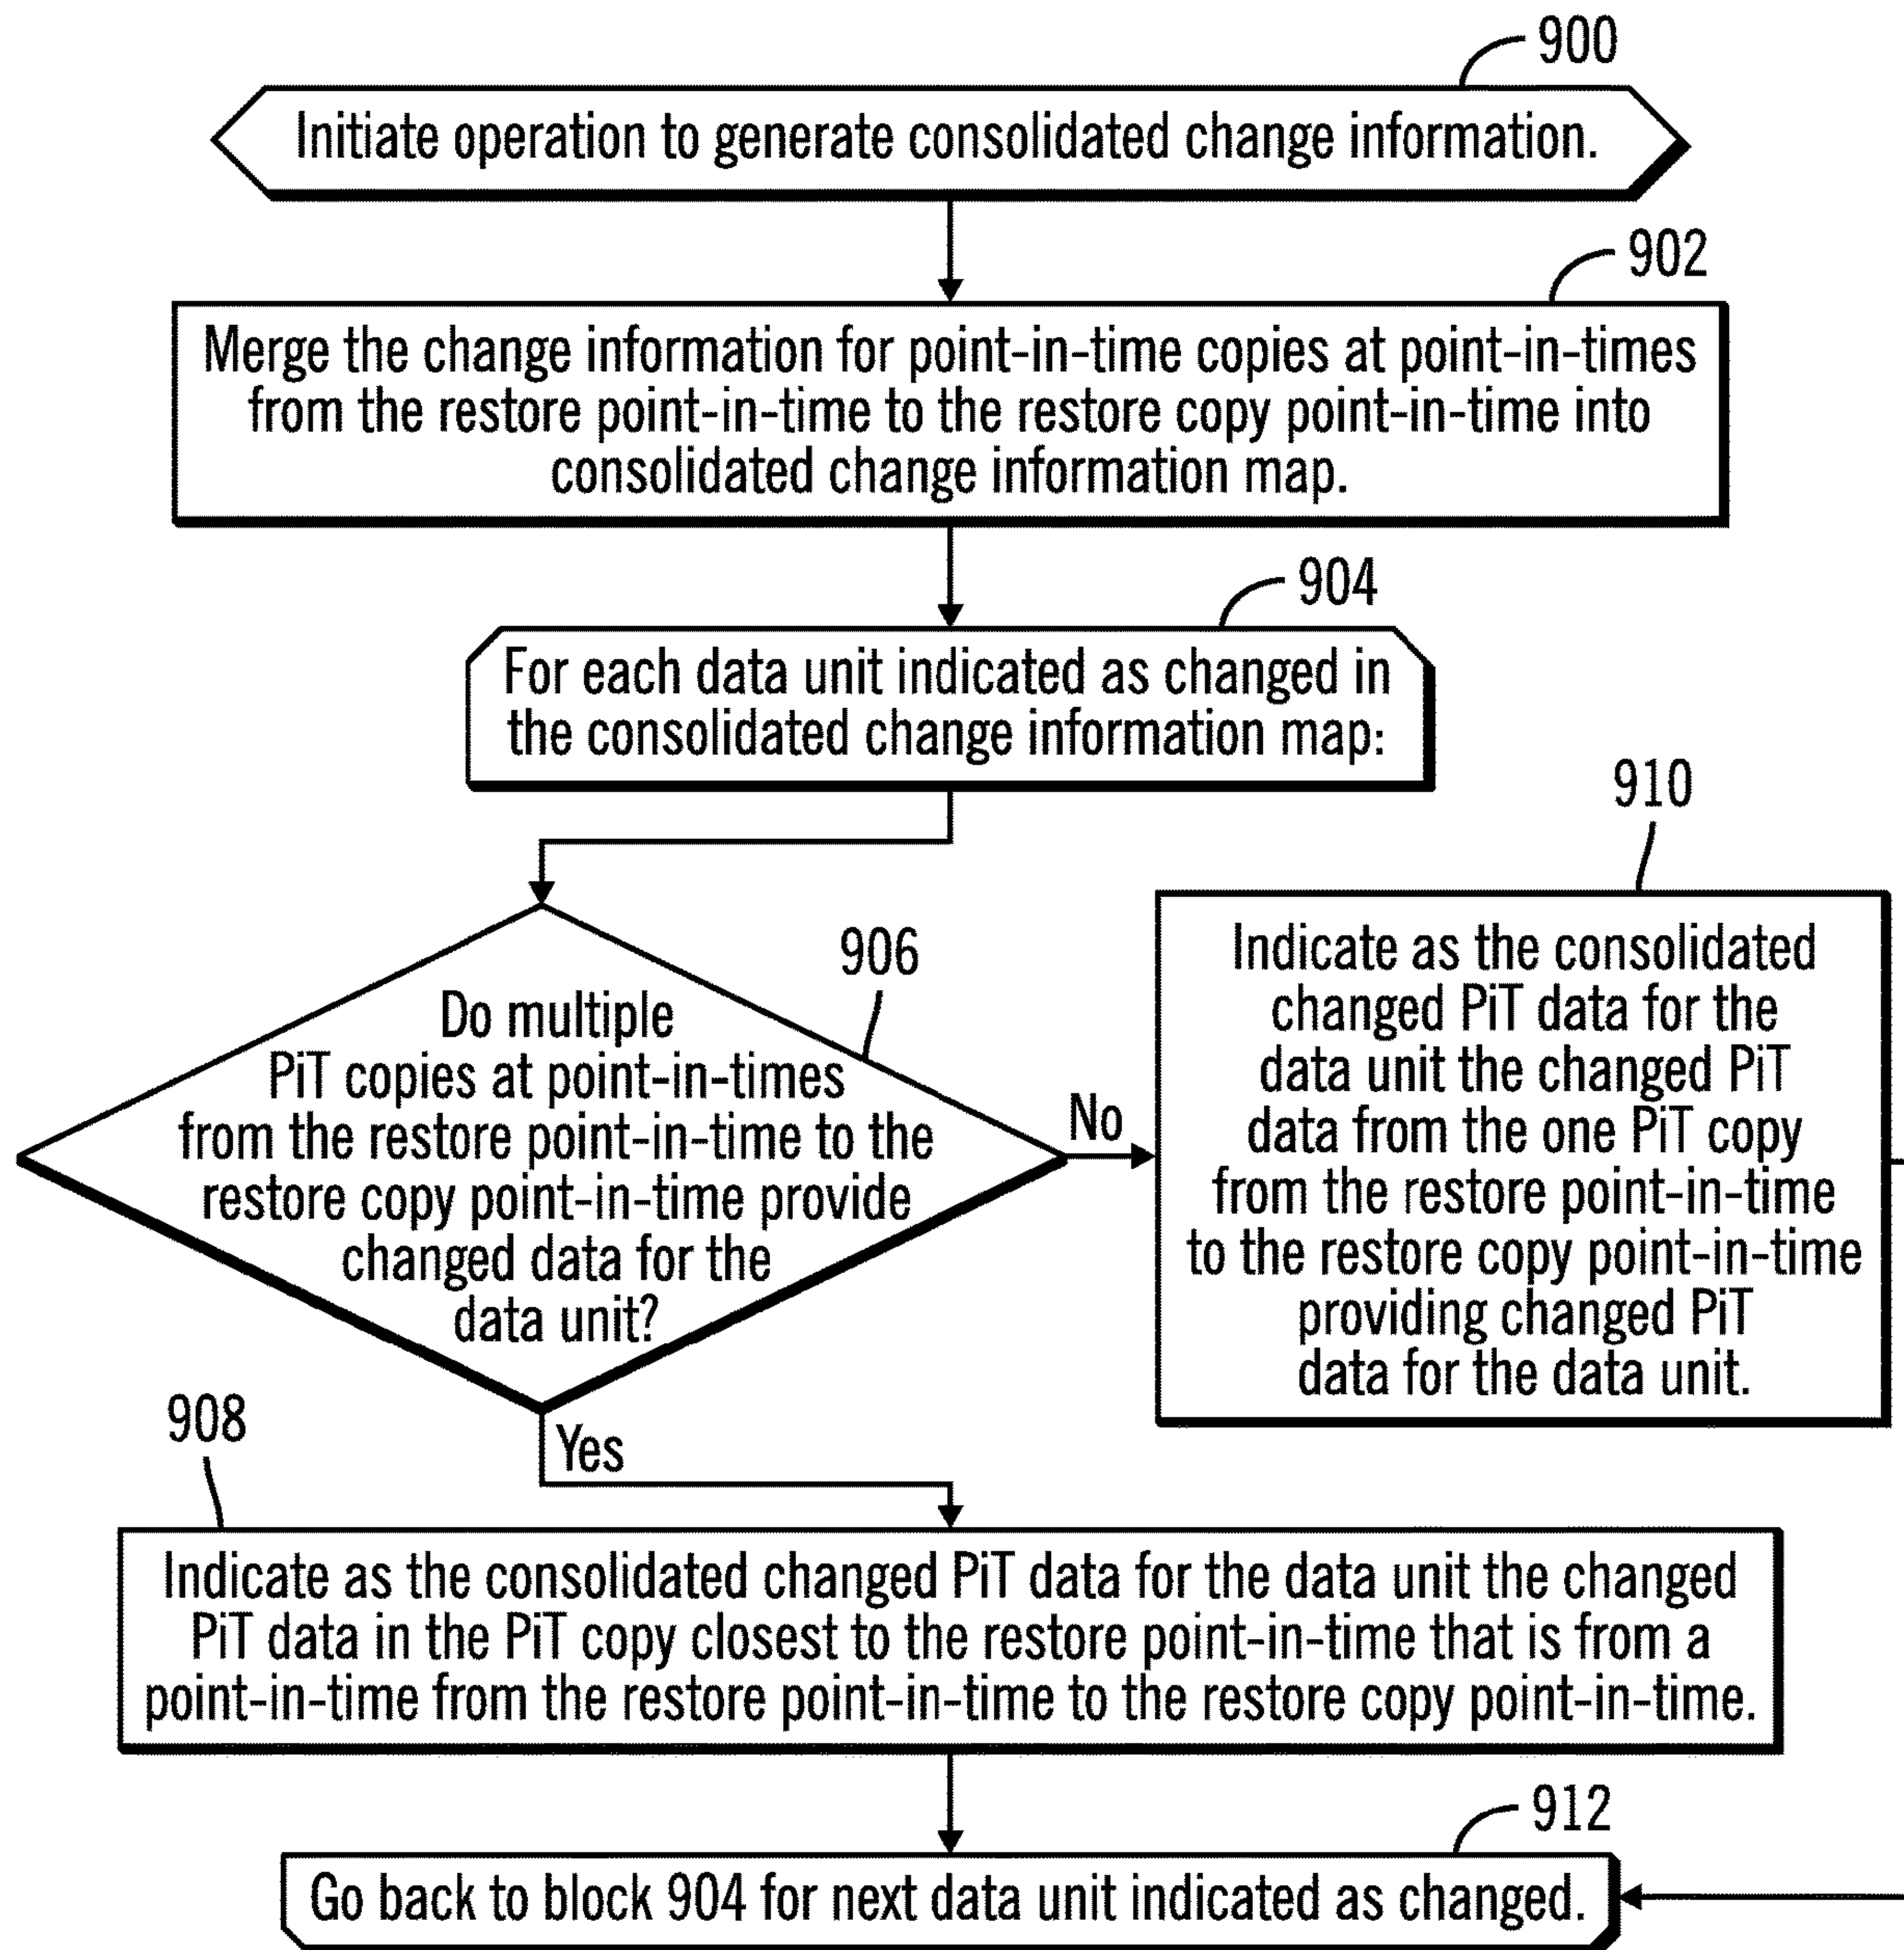 900
Initiate operation to generate consolidated change information.
902
Merge the change information for point-in-time copies at point-in-times
from the restore point-in-time to the restore copy point-in-time into
consolidated change information map.
904
For each data unit indicated as changed in
the consolidated change information map:
906
Do multiple
PiT copies at point-in-times
from the restore point-in-time to the
restore copy point-in-time provide
changed data for the
data unit?
No
910
Indicate as the consolidated
changed PiT data for the
data unit the changed PiT
data from the one PiT copy
from the restore point-in-time
to the restore copy point-in-time
providing changed PiT
data for the data unit.
Yes
908
Indicate as the consolidated changed PiT data for the data unit the changed
PiT data in the PiT copy closest to the restore point-in-time that is from a
point-in-time from the restore point-in-time to the restore copy point-in-time.
912
Go back to block 904 for next data unit indicated as changed.